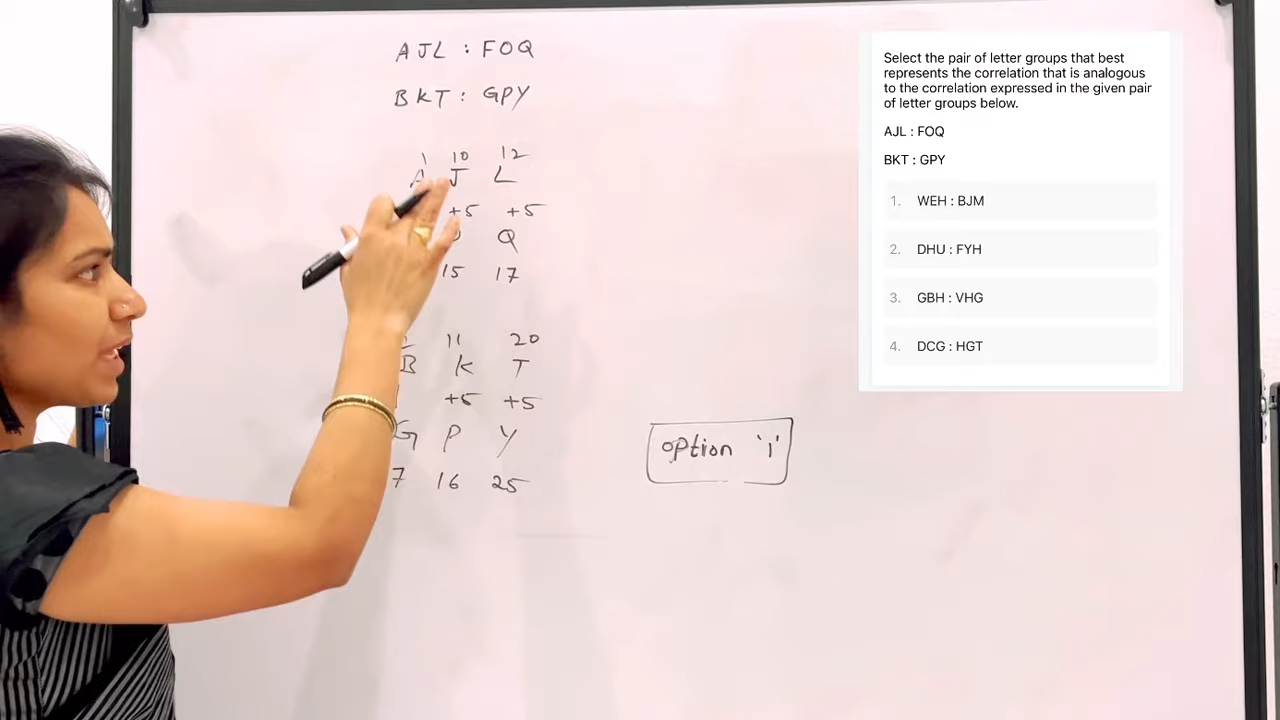 AJL : FOQ
BKT : GPY
1 10 12
A J L
+5 +5
Q
15 17
11 20
B K T
+5 +5
G P Y
7 16 25
option '1'
Select the pair of letter groups that best
represents the correlation that is analogous
to the correlation expressed in the given pair
of letter groups below.
AJL : FOQ
BKT : GPY
1. WEH : BJM
2. DHU : FYH
3. GBH : VHG
4. DCG : HGT